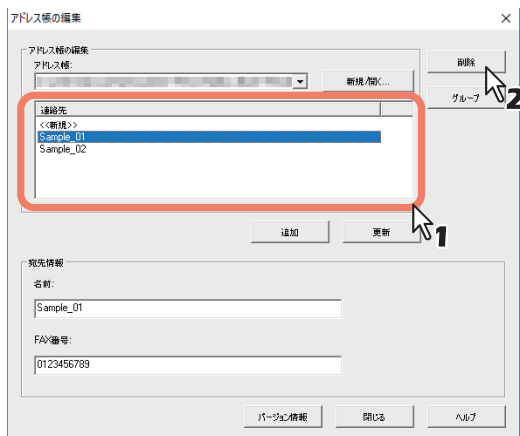 アドレス帳の編集
アドレス帳の編集
アドレス帳:
新規/開く...
削除
グループ
2
連絡先
<<新規>>
Sample_01
Sample_02
1
追加
更新
宛先情報
名前:
Sample_01
FAX番号:
0123456789
バージョン情報
閉じる
ヘルプ